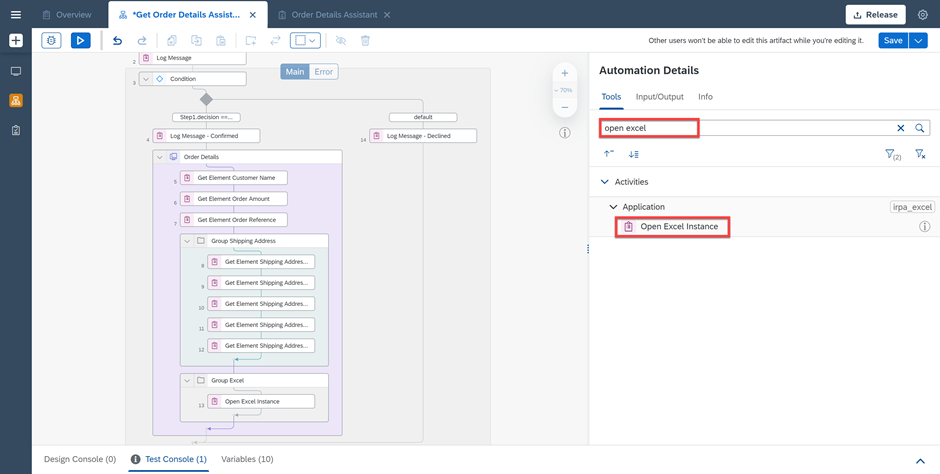 Overview
*Get Order Details Assist...
Order Details Assistant
Release
Other users won't be able to edit this artifact while you're editing it.
Save
2
Log Message
Main
Error
3
Condition
70%
Step1.decision ==...
default
4
Log Message - Confirmed
14
Log Message - Declined
Order Details
5
Get Element Customer Name
6
Get Element Order Amount
7
Get Element Order Reference
Group Shipping Address
8
Get Element Shipping Addres...
9
Get Element Shipping Addres...
10
Get Element Shipping Addres...
11
Get Element Shipping Addres...
12
Get Element Shipping Addres...
Group Excel
13
Open Excel Instance
Automation Details
Tools
Input/Output
Info
open excel
(2)
Activities
Application
irpa_excel
Open Excel Instance
Design Console (0)
Test Console (1)
Variables (10)